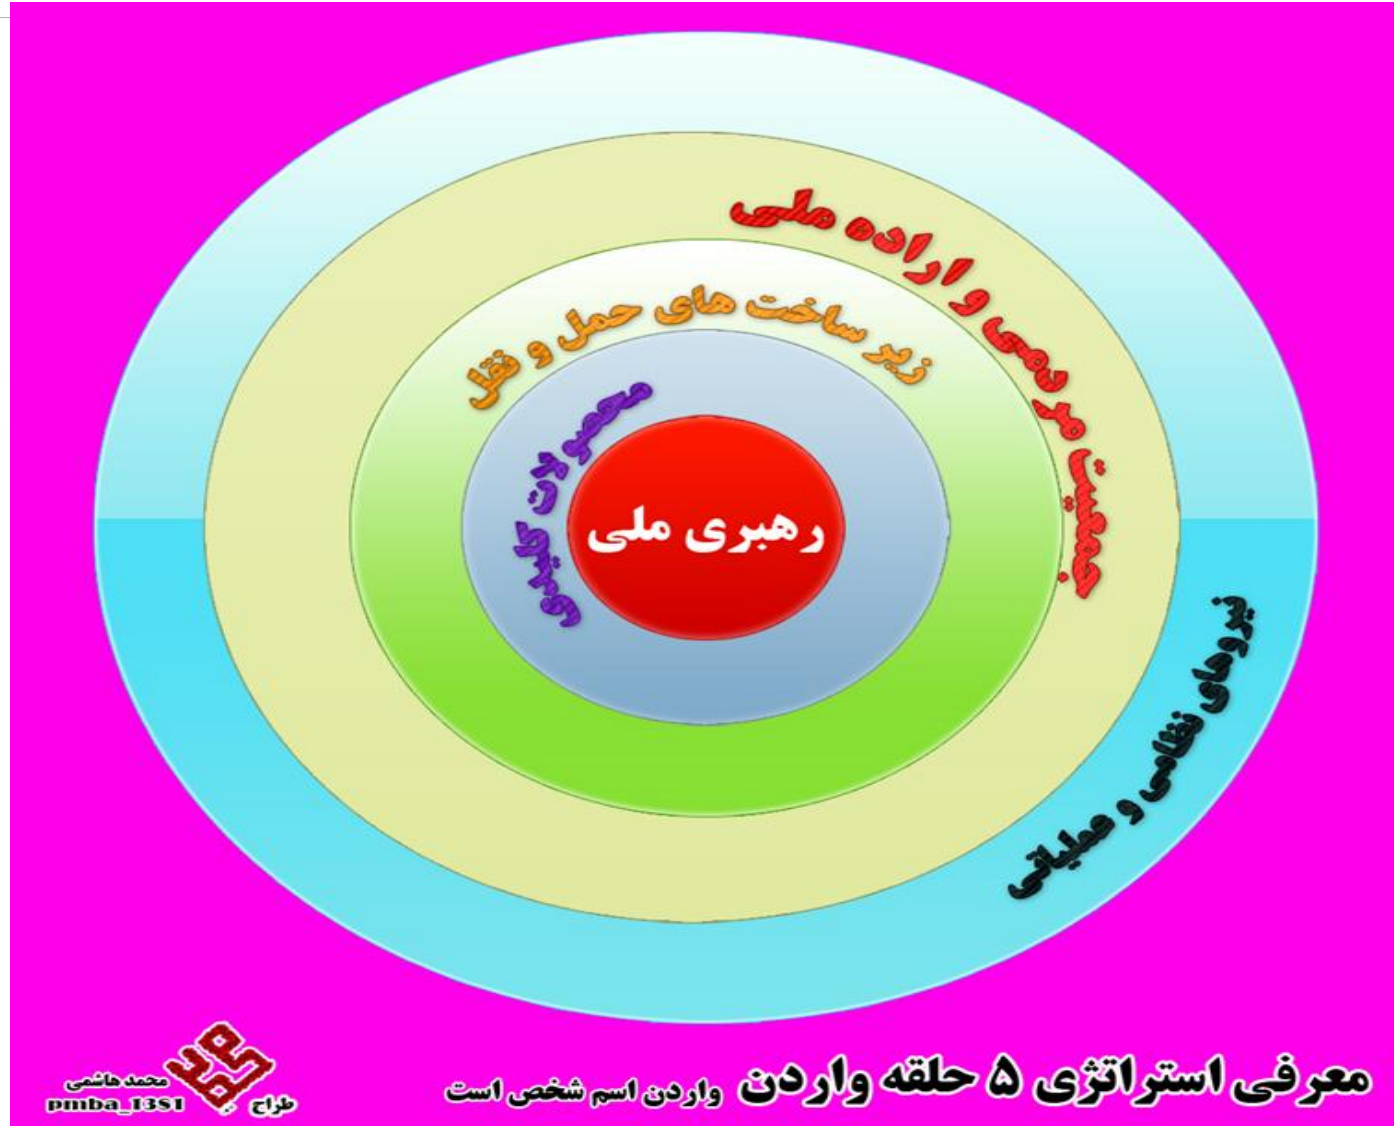 جمعیت مردمی و اراده ملی
زیر ساخت های حمل و نقل
محصولات کلیدی
رهبری ملی
نیروهای نظامی و عملیاتی
معرفی استراتژی ۵ حلقه واردن واردن اسم شخص است
طراح
محمد هاشمی
pmba_1381